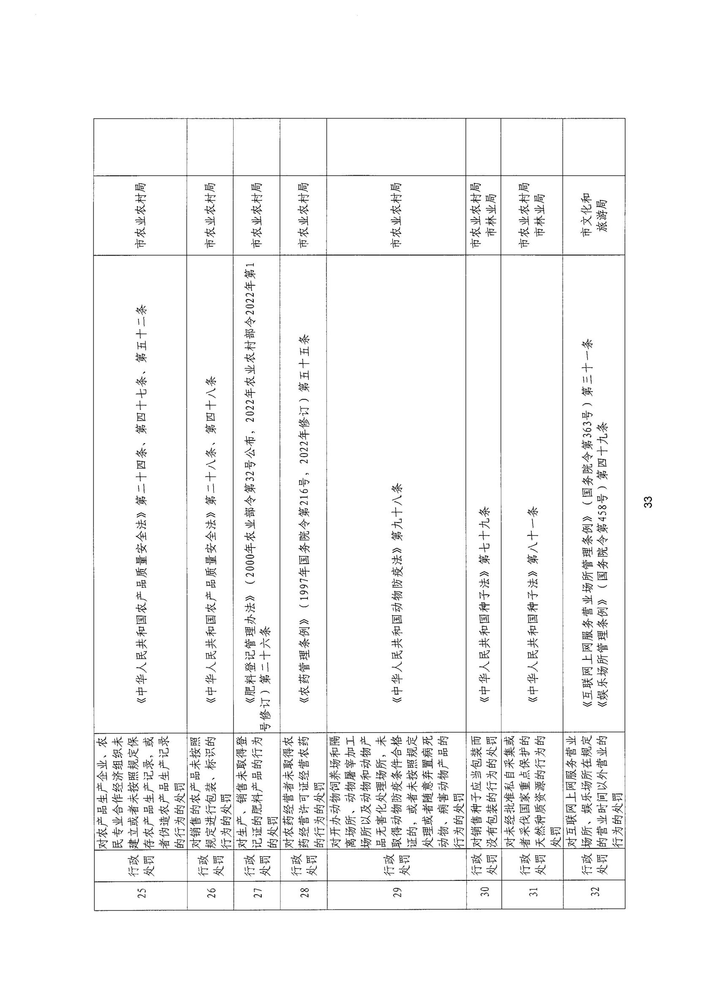 25
行政
处罚
对农产品生产企业、农
民专业合作经济组织未
建立或者未按照规定保
存农产品生产记录，或
者伪造农产品生产记录
的行为的处罚
《中华人民共和国农产品质量安全法》第二十四条、第四十七条、第五十二条
市农业农村局
26
行政
处罚
对销售的农产品未按照
规定进行包装、标识的
行为的处罚
《中华人民共和国农产品质量安全法》第二十八条、第四十八条
市农业农村局
27
行政
处罚
对生产、销售未取得登
记证的肥料产品的行为
的处罚
《肥料登记管理办法》（2000年农业部令第32号公布，2022年农业农村部令2022年第1
号修订）第二十六条
市农业农村局
28
行政
处罚
对农药经营者未取得农
药经营许可证经营农药
的行为的处罚
《农药管理条例》（1997年国务院令第216号，2022年修订）第五十五条
市农业农村局
29
行政
处罚
对开办动物饲养场和隔
离场所、动物屠宰加工
场所以及动物和动物产
品无害化处理场所，未
取得动物防疫条件合格
证的，或者未按照规定
处理或者随意弃置病死
动物、病害动物产品的
行为的处罚
《中华人民共和国动物防疫法》第九十八条
市农业农村局
30
行政
处罚
对销售种子应当包装而
没有包装的行为的处罚
《中华人民共和国种子法》第七十九条
市农业农村局
市林业局
31
行政
处罚
对未经批准私自采集或
者采伐国家重点保护的
天然种质资源的行为的
处罚
《中华人民共和国种子法》第八十一条
市农业农村局
市林业局
32
行政
处罚
对互联网上网服务营业
场所、娱乐场所在规定
的营业时间以外营业的
行为的处罚
《互联网上网服务营业场所管理条例》（国务院令第363号）第三十一条
《娱乐场所管理条例》（国务院令第458号）第四十九条
市文化和
旅游局
33